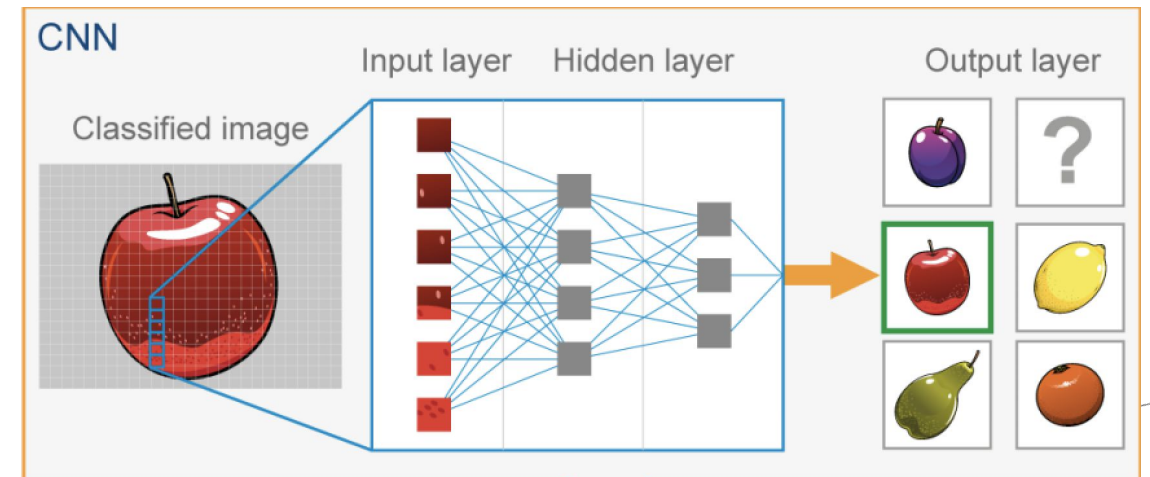 CNN
Input layer
Hidden layer
Output layer
Classified image
?